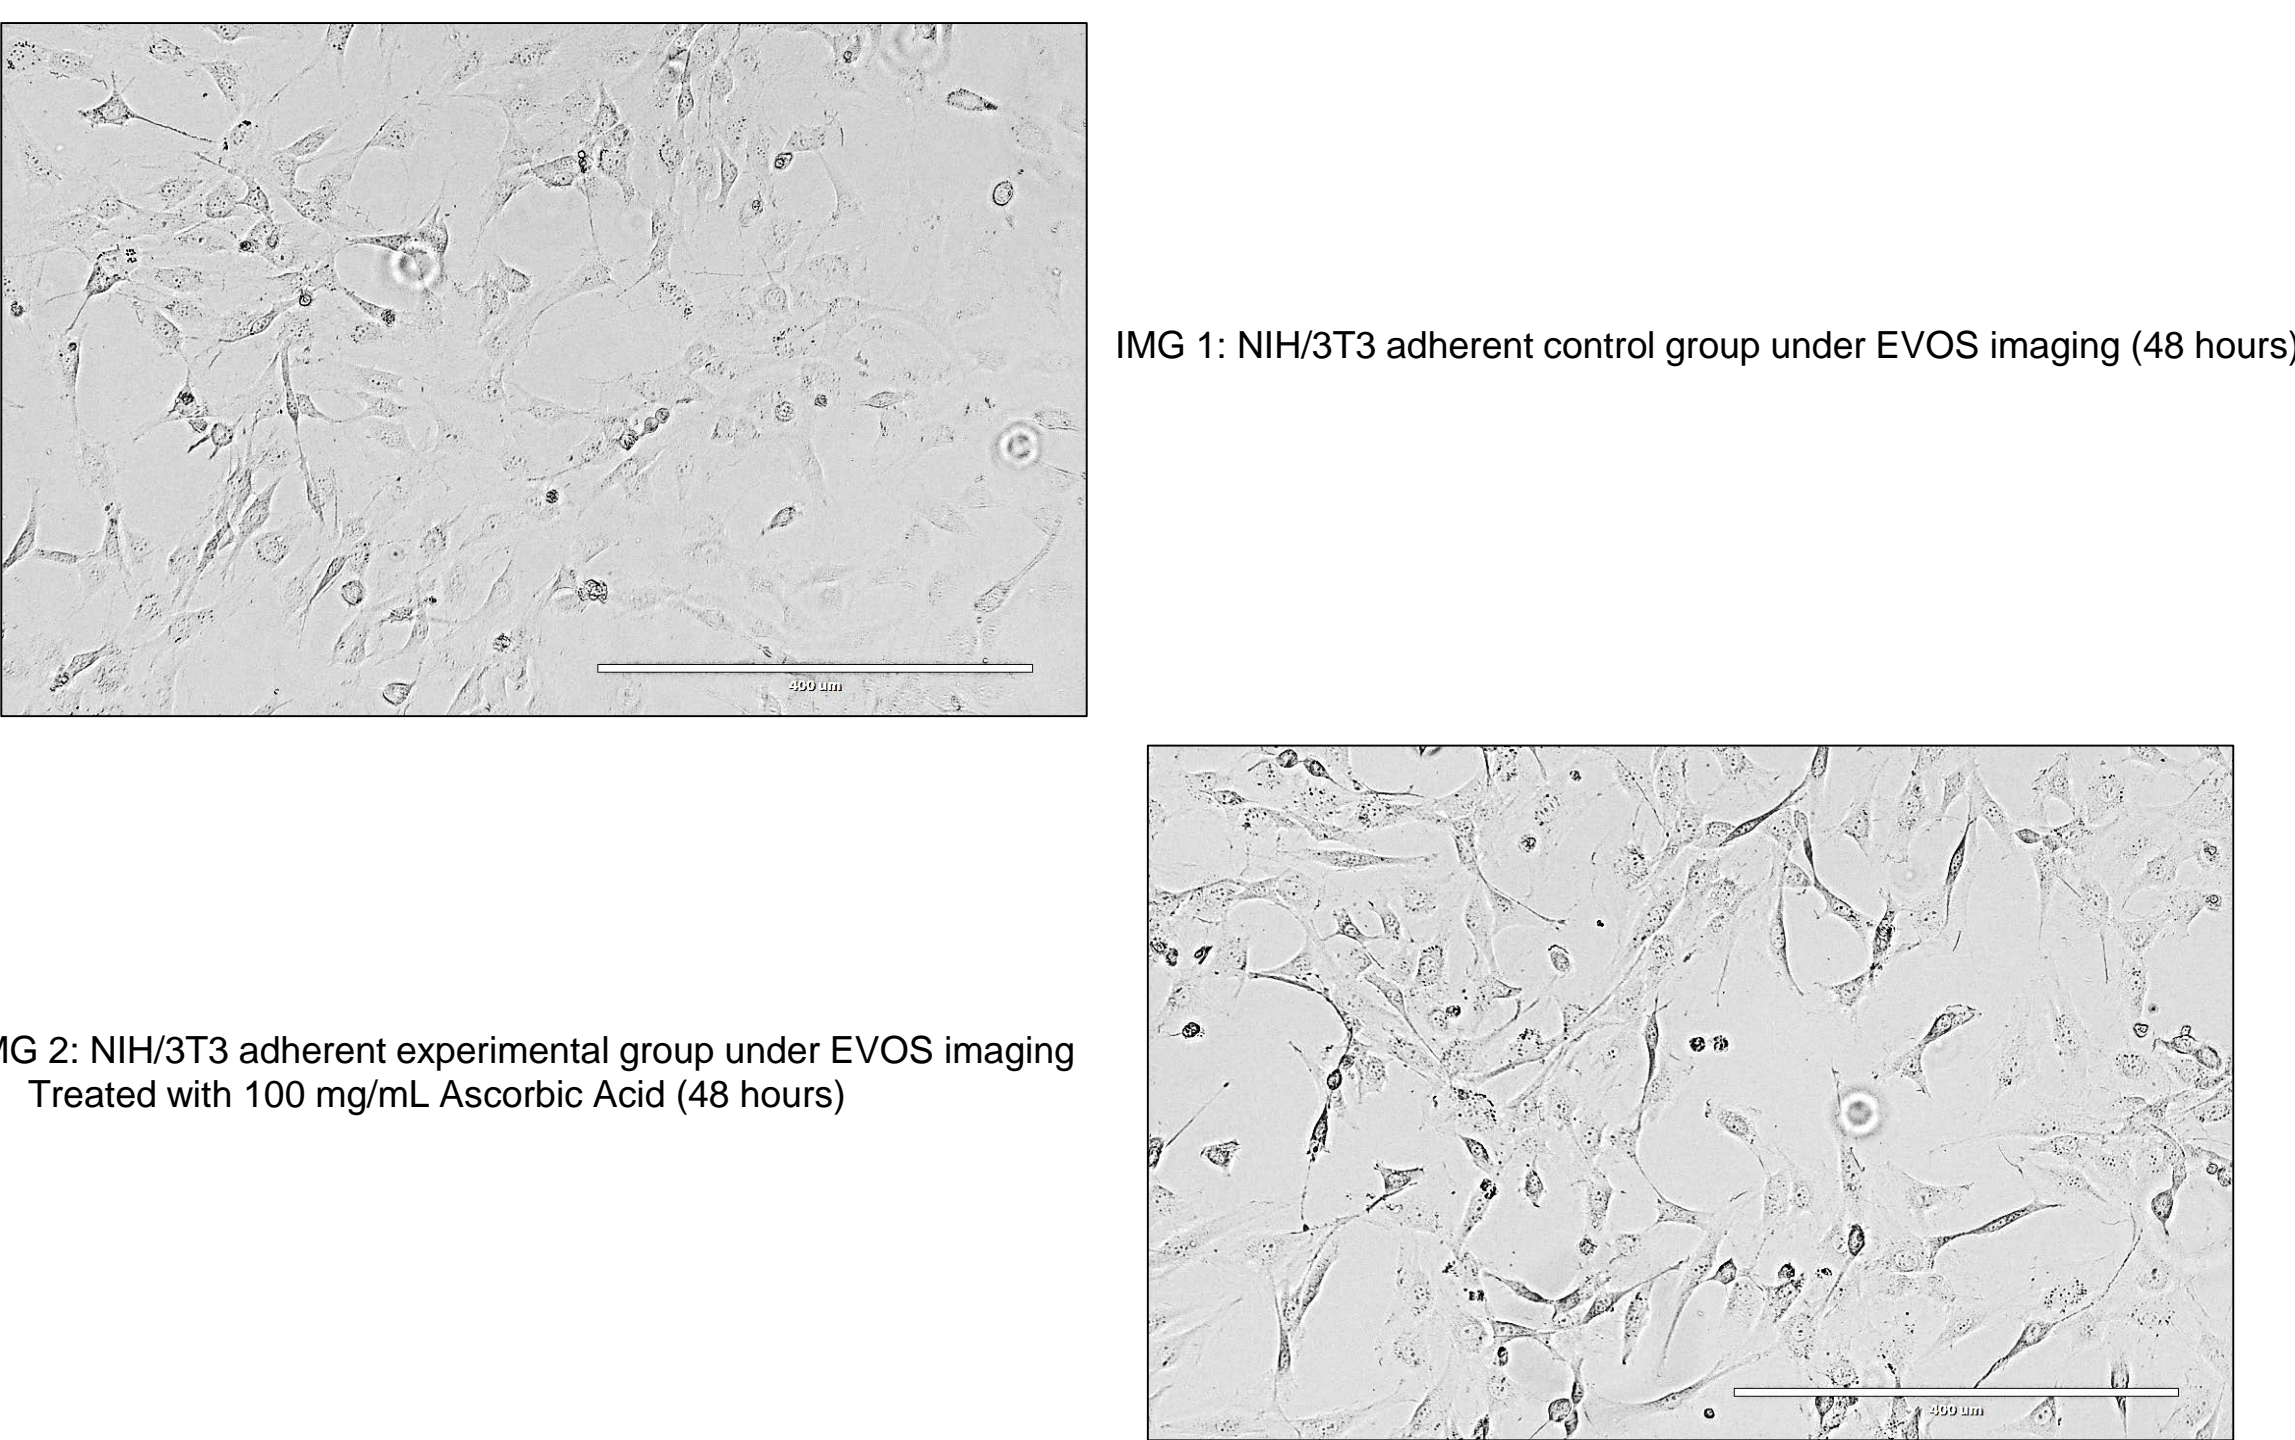 400 um
IMG 1: NIH/3T3 adherent control group under EVOS imaging (48 hours)
MG 2: NIH/3T3 adherent experimental group under EVOS imaging
Treated with 100 mg/mL Ascorbic Acid (48 hours)
400 um